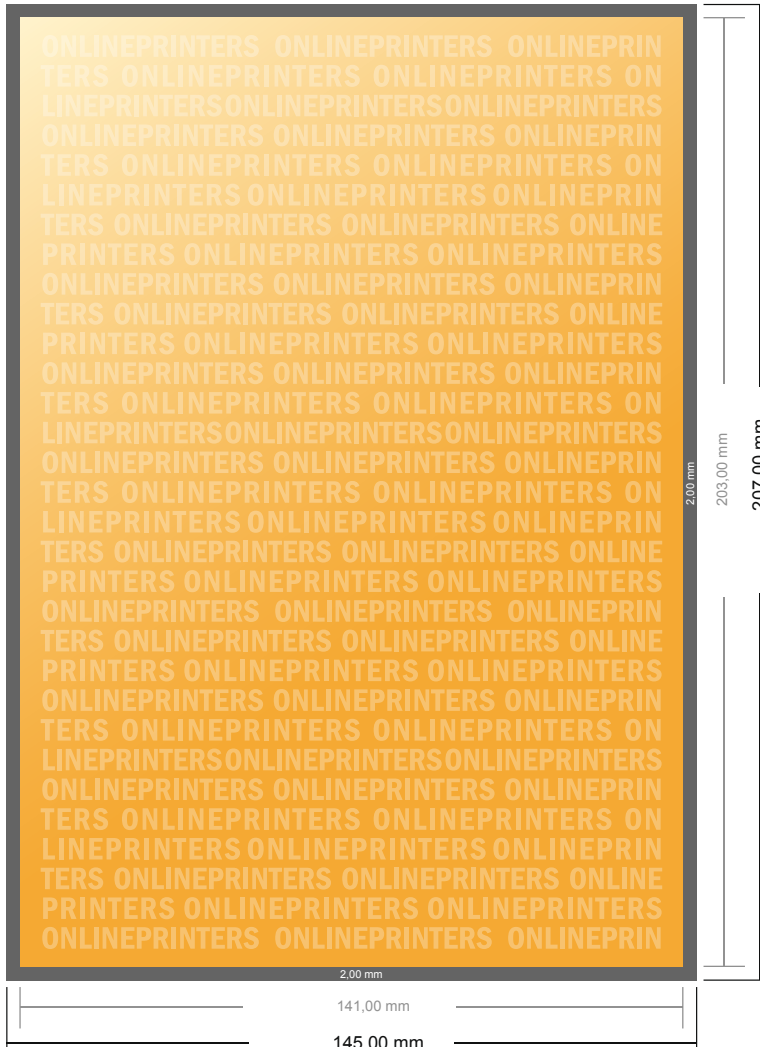 ONLINEPRINTERS ONLINEPRINTERS ONLINEPRIN
TERS ONLINEPRINTERS ONLINEPRINTERS ON
LINEPRINTERSONLINEPRINTERSONLINEPRINTERS
ONLINEPRINTERS ONLINEPRINTERS ONLINEPRIN
TERS ONLINEPRINTERS ONLINEPRINTERS ON
LINEPRINTERS ONLINEPRINTERS ONLINEPRIN
TERS ONLINEPRINTERS ONLINEPRINTERS ONLINE
PRINTERS ONLINEPRINTERS ONLINEPRINTERS
ONLINEPRINTERS ONLINEPRINTERS ONLINEPRIN
TERS ONLINEPRINTERS ONLINEPRINTERS ONLINE
PRINTERS ONLINEPRINTERS ONLINEPRINTERS
ONLINEPRINTERS ONLINEPRINTERS ONLINEPRIN
TERS ONLINEPRINTERS ONLINEPRINTERS ON
LINEPRINTERSONLINEPRINTERSONLINEPRINTERS
ONLINEPRINTERS ONLINEPRINTERS ONLINEPRIN
TERS ONLINEPRINTERS ONLINEPRINTERS ON
LINEPRINTERS ONLINEPRINTERS ONLINEPRIN
TERS ONLINEPRINTERS ONLINEPRINTERS ONLINE
PRINTERS ONLINEPRINTERS ONLINEPRINTERS
ONLINEPRINTERS ONLINEPRINTERS ONLINEPRIN
TERS ONLINEPRINTERS ONLINEPRINTERS ONLINE
PRINTERS ONLINEPRINTERS ONLINEPRINTERS
ONLINEPRINTERS ONLINEPRINTERS ONLINEPRIN
TERS ONLINEPRINTERS ONLINEPRINTERS ON
LINEPRINTERSONLINEPRINTERSONLINEPRINTERS
ONLINEPRINTERS ONLINEPRINTERS ONLINEPRIN
TERS ONLINEPRINTERS ONLINEPRINTERS ON
LINEPRINTERS ONLINEPRINTERS ONLINEPRIN
TERS ONLINEPRINTERS ONLINEPRINTERS ONLINE
PRINTERS ONLINEPRINTERS ONLINEPRINTERS
ONLINEPRINTERS ONLINEPRINTERS ONLINEPRIN
2,00 mm
203,00 mm
207,00 mm
2,00 mm
141,00 mm
145,00 mm